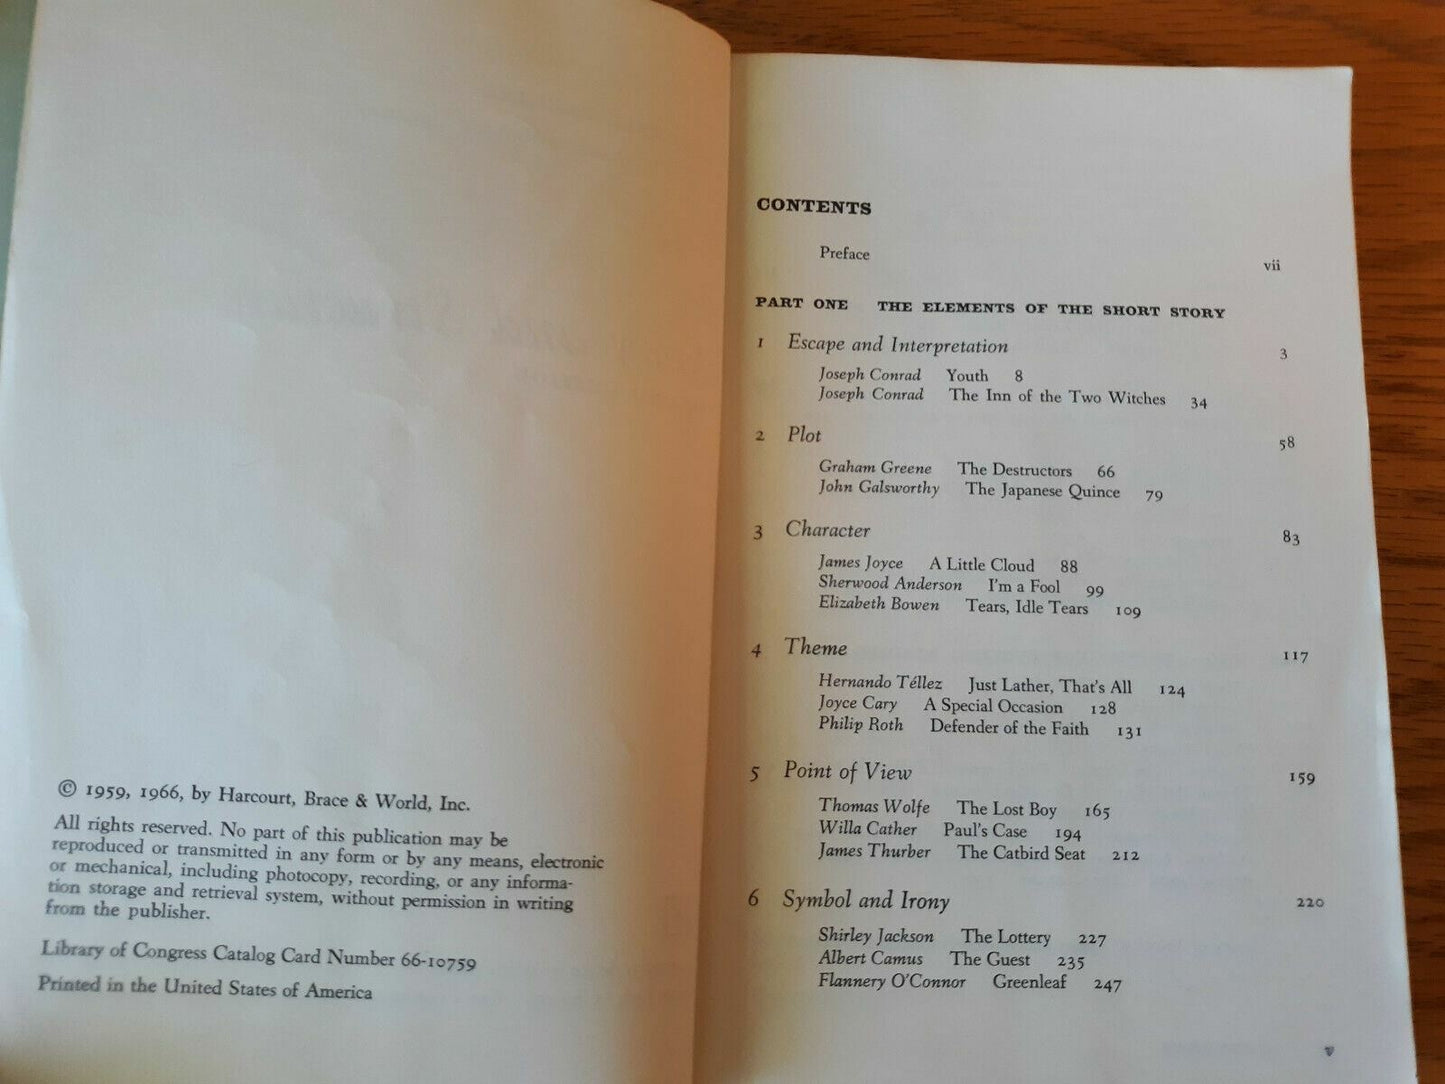 © 1959, 1966, by Harcourt, Brace & World, Inc.
All rights reserved. No part of this publication may be
reproduced or transmitted in any form or by any means, electronic
or mechanical, including photocopy, recording, or any informa-
tion storage and retrieval system, without permission in writing
from the publisher.
Library of Congress Catalog Card Number 66-10759
Printed in the United States of America
CONTENTS
Preface vii
PART ONE THE ELEMENTS OF THE SHORT STORY
1 Escape and Interpretation 3
Joseph Conrad Youth 8
Joseph Conrad The Inn of the Two Witches 34
2 Plot 58
Graham Greene The Destructors 66
John Galsworthy The Japanese Quince 79
3 Character 83
James Joyce A Little Cloud 88
Sherwood Anderson I'm a Fool 99
Elizabeth Bowen Tears, Idle Tears 109
4 Theme 117
Hernando Téllez Just Lather, That's All 124
Joyce Cary A Special Occasion 128
Philip Roth Defender of the Faith 131
5 Point of View 159
Thomas Wolfe The Lost Boy 165
Willa Cather Paul's Case 194
James Thurber The Catbird Seat 212
6 Symbol and Irony 220
Shirley Jackson The Lottery 227
Albert Camus The Guest 235
Flannery O'Connor Greenleaf 247
v